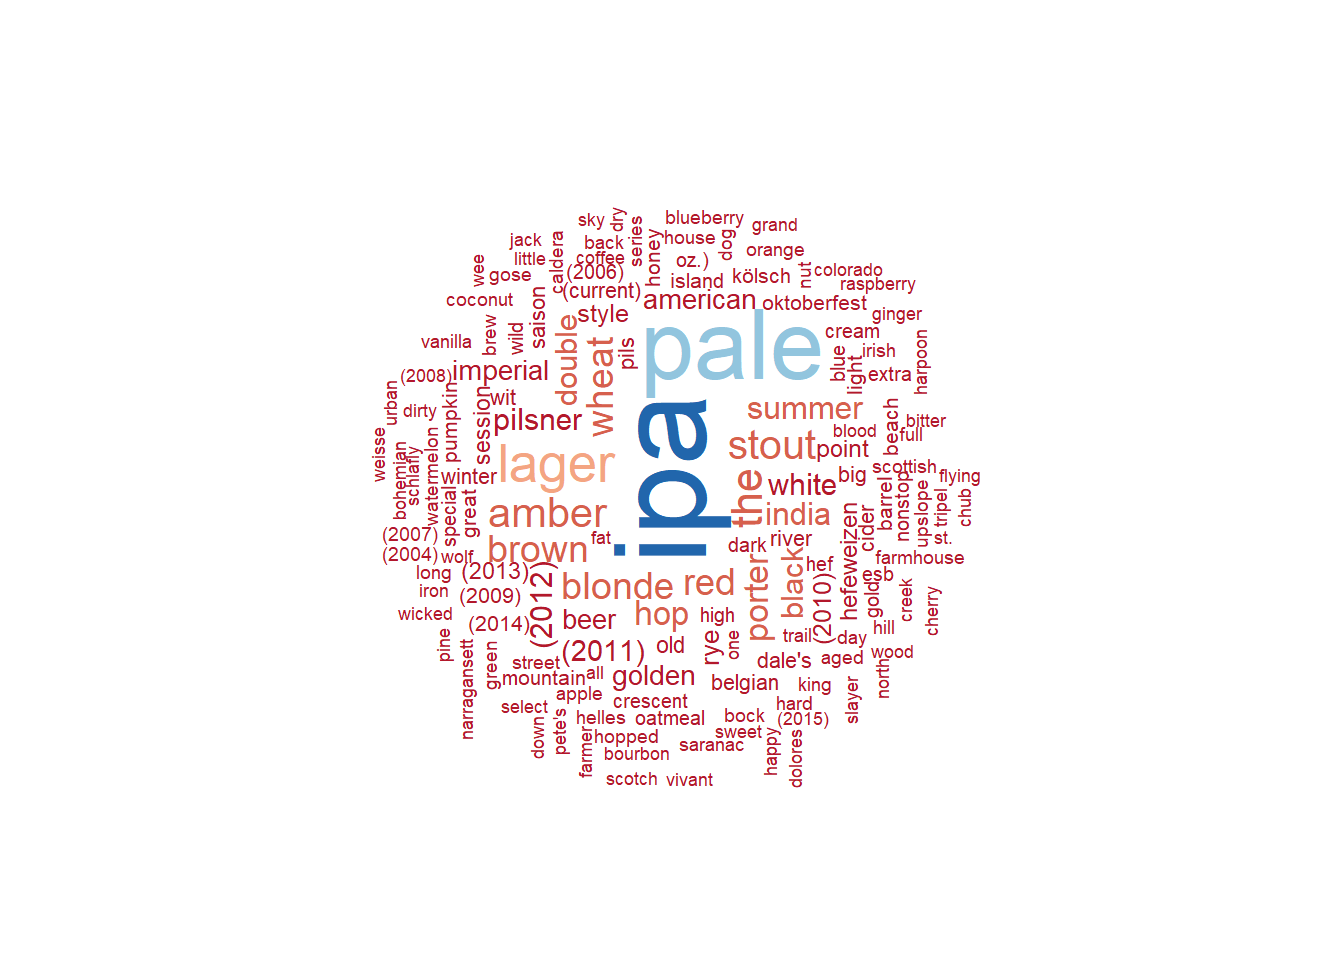 sky
dry
blueberry
grand
jack
back
series
house
dog
orange
little
caldera
coffee
honey
oz.)
wee
gose
(2006)
island
kölsch
nut
colorado
raspberry
coconut
(current)
american
oktoberfest
saison
style
ginger
vanilla
brew
wild
double
wheat
pils
pale
cream
blue
irish
light
extra
harpoon
(2008)
imperial
urban
dirty
pumpkin
wit
summer
beach
bitter
session
pilsner
ipa
blood
full
weisse
bohemian
schlafly
watermelon
winter
lager
stout
point
scottish
flying
big
white
barrel
nonstop
upslope
tripel
chub
special
great
amber
the
india
hefeweizen
cider
st.
(2007)
(2004)
wolf
brown
fat
dark
river
farmhouse
long
(2013)
(2012)
blonde
red
porter
black
hef
esb
iron
(2009)
(2010)
gold
creek
cherry
wicked
(2014)
beer
hop
high
trail
day
hill
pine
narragansett
green
street
(2011)
old
rye
one
dale's
aged
wood
north
mountain
all
golden
belgian
king
slayer
select
apple
crescent
hard
down
pete's
helles
oatmeal
bock
(2015)
farmer
hopped
sweet
bourbon
saranac
happy
dolores
scotch
vivant